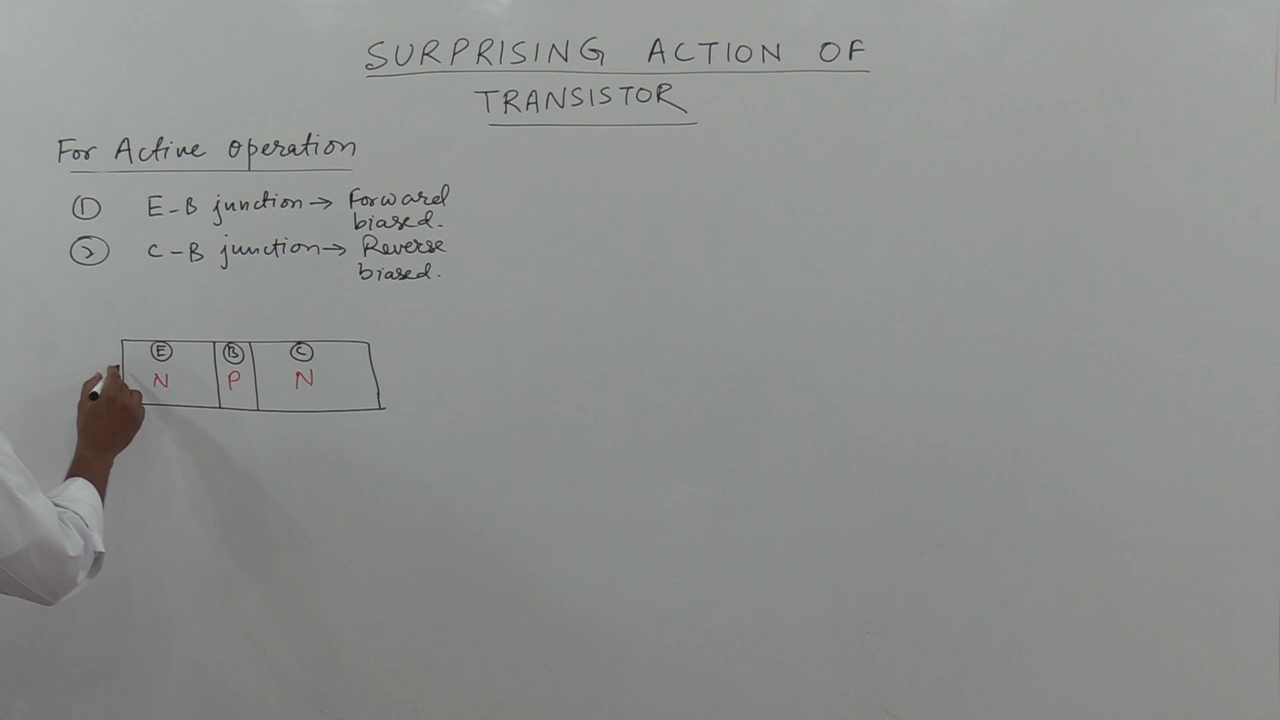 SURPRISING ACTION OF
TRANSISTOR
For Active Operation
① E-B junction → Forward
biased.
② C-B junction → Reverse
biased.
Ⓔ Ⓑ Ⓒ
N P N